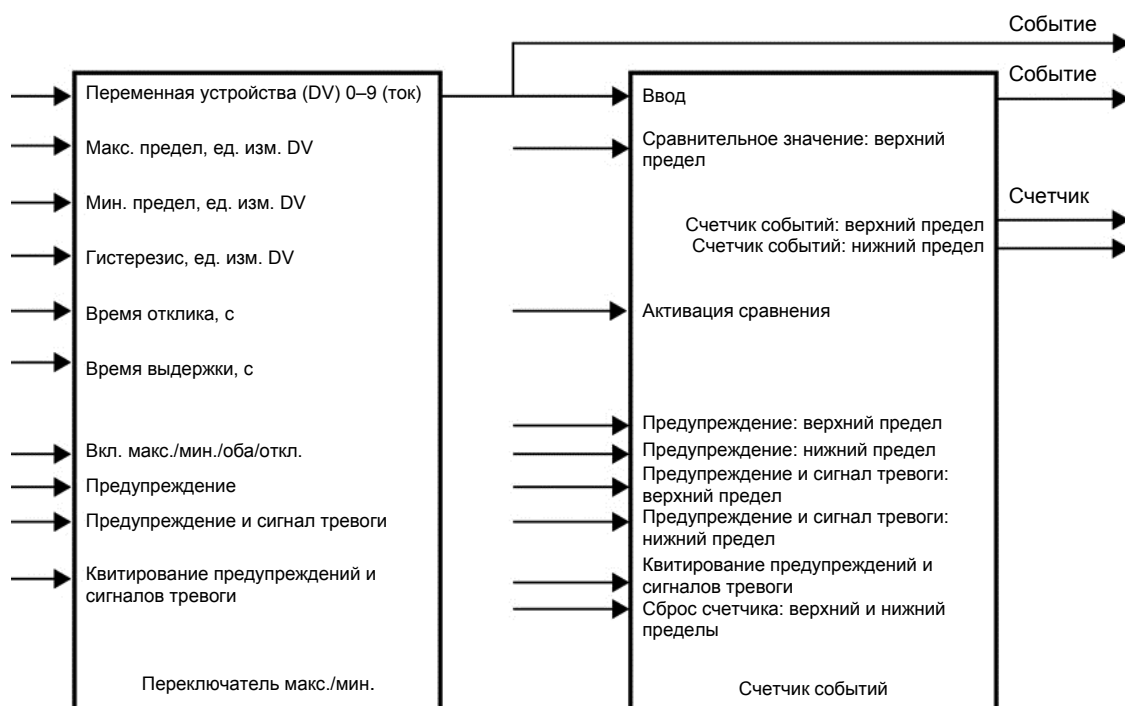 Событие
Переменная устройства (DV) 0–9 (ток)
Макс. предел, ед. изм. DV
Мин. предел, ед. изм. DV
Гистерезис, ед. изм. DV
Время отклика, с
Время выдержки, с
Вкл. макс./мин./оба/откл.
Предупреждение
Предупреждение и сигнал тревоги
Квитирование предупреждений и
сигналов тревоги
Переключатель макс./мин.
Ввод
Сравнительное значение: верхний
предел
Счетчик событий: верхний предел
Счетчик событий: нижний предел
Активация сравнения
Предупреждение: верхний предел
Предупреждение: нижний предел
Предупреждение и сигнал тревоги:
верхний предел
Предупреждение и сигнал тревоги:
нижний предел
Квитирование предупреждений и
сигналов тревоги
Сброс счетчика: верхний и нижний
пределы
Счетчик событий
Событие
Счетчик